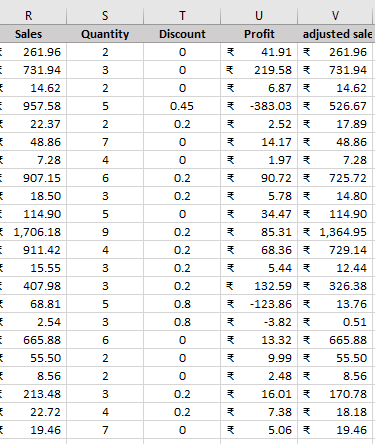 R S T U V
Sales Quantity Discount Profit adjusted sale
₹ 261.96 2 0 ₹ 41.91 ₹ 261.96
₹ 731.94 3 0 ₹ 219.58 ₹ 731.94
₹ 14.62 2 0 ₹ 6.87 ₹ 14.62
₹ 957.58 5 0.45 ₹ -383.03 ₹ 526.67
₹ 22.37 2 0.2 ₹ 2.52 ₹ 17.89
₹ 48.86 7 0 ₹ 14.17 ₹ 48.86
₹ 7.28 4 0 ₹ 1.97 ₹ 7.28
₹ 907.15 6 0.2 ₹ 90.72 ₹ 725.72
₹ 18.50 3 0.2 ₹ 5.78 ₹ 14.80
₹ 114.90 5 0 ₹ 34.47 ₹ 114.90
₹ 1,706.18 9 0.2 ₹ 85.31 ₹ 1,364.95
₹ 911.42 4 0.2 ₹ 68.36 ₹ 729.14
₹ 15.55 3 0.2 ₹ 5.44 ₹ 12.44
₹ 407.98 3 0.2 ₹ 132.59 ₹ 326.38
₹ 68.81 5 0.8 ₹ -123.86 ₹ 13.76
₹ 2.54 3 0.8 ₹ -3.82 ₹ 0.51
₹ 665.88 6 0 ₹ 13.32 ₹ 665.88
₹ 55.50 2 0 ₹ 9.99 ₹ 55.50
₹ 8.56 2 0 ₹ 2.48 ₹ 8.56
₹ 213.48 3 0.2 ₹ 16.01 ₹ 170.78
₹ 22.72 4 0.2 ₹ 7.38 ₹ 18.18
₹ 19.46 7 0 ₹ 5.06 ₹ 19.46